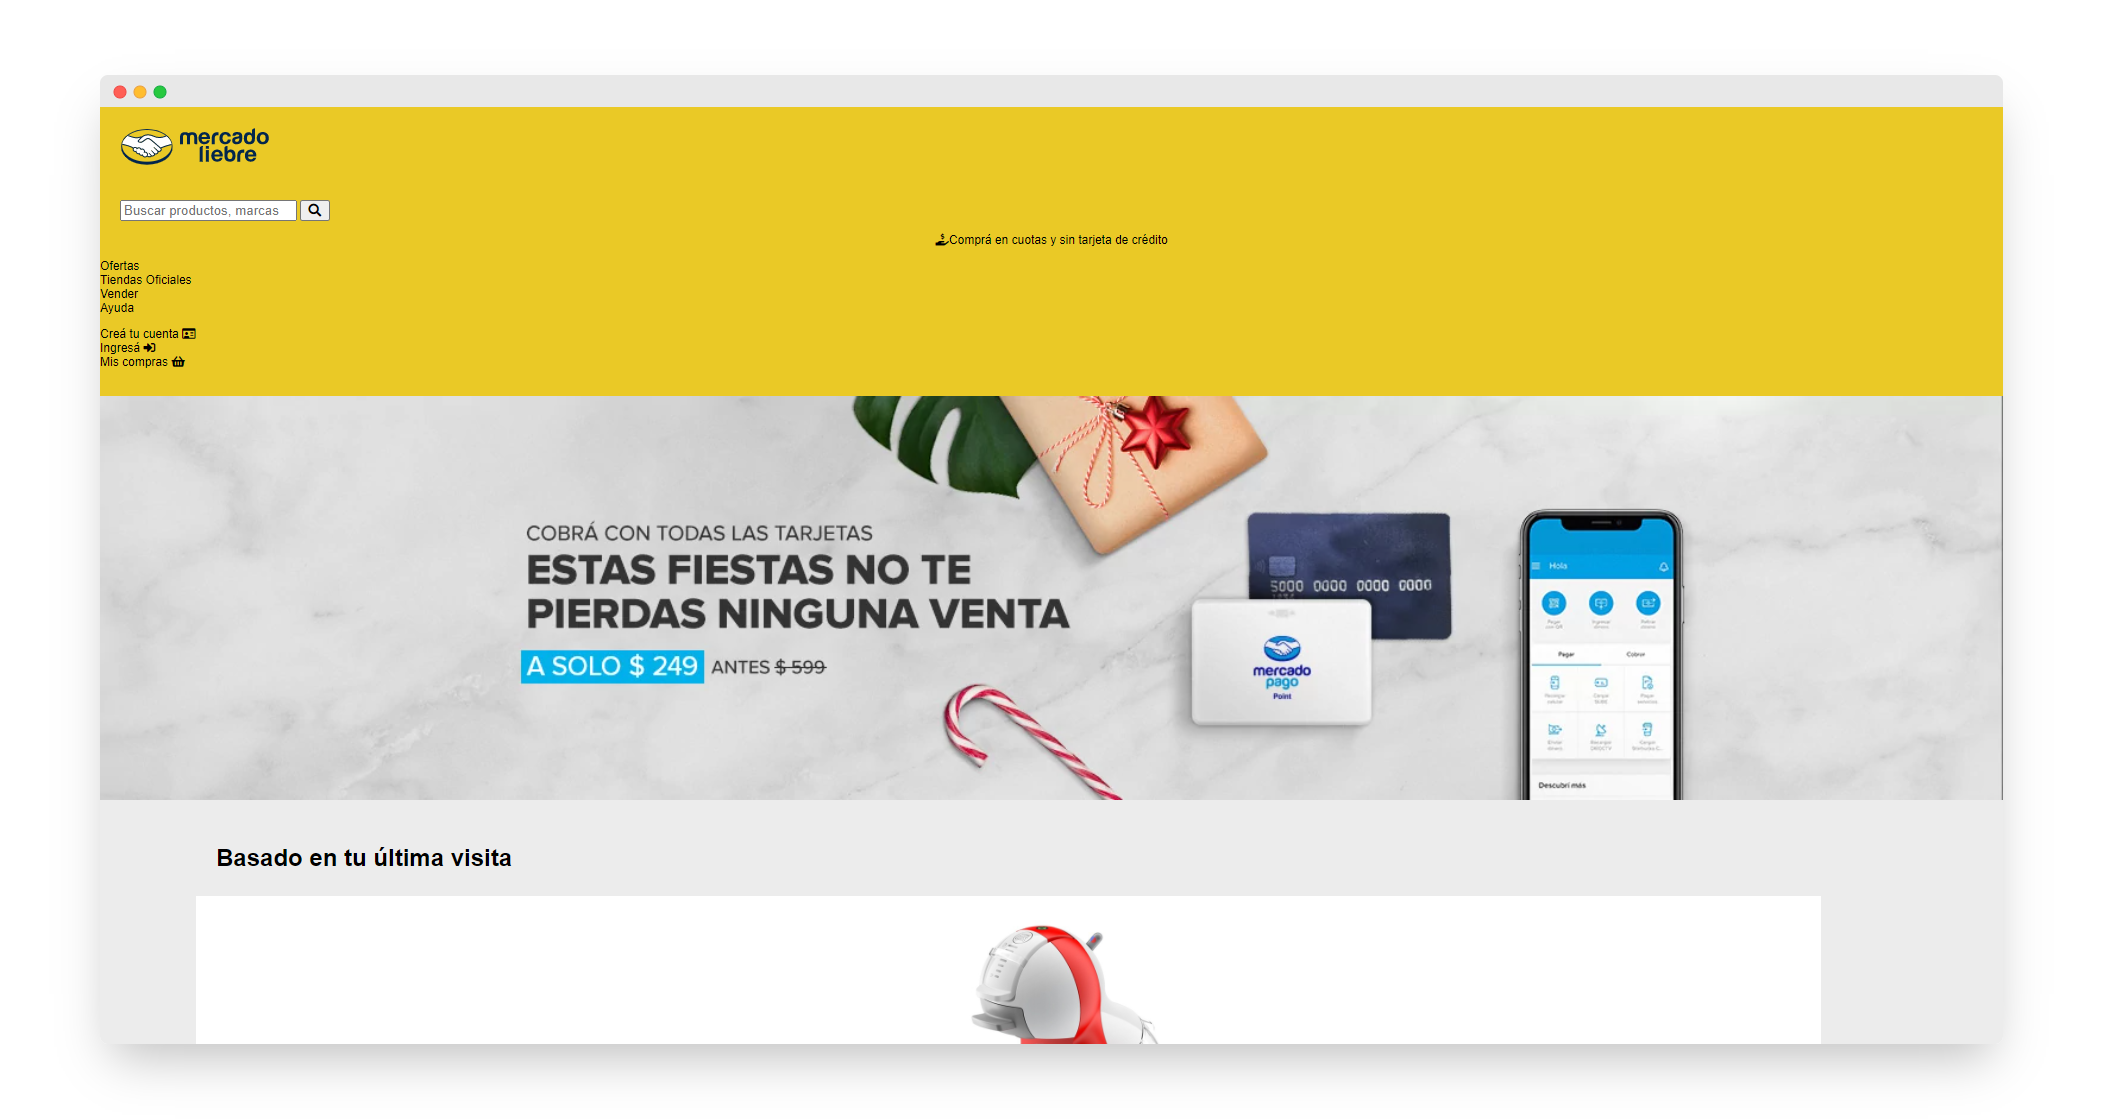 mercado
liebre
Buscar productos, marcas
Comprá en cuotas y sin tarjeta de crédito
Ofertas
Tiendas Oficiales
Vender
Ayuda
Creá tu cuenta
Ingresá
Mis compras
COBRÁ CON TODAS LAS TARJETAS
ESTAS FIESTAS NO TE
PIERDAS NINGUNA VENTA
A SOLO $ 249 ANTES $ 599
5000 0000 0000 0000
mercado
pago
Point
Hola
Pagar Cobrar
Descubrí más
Basado en tu última visita